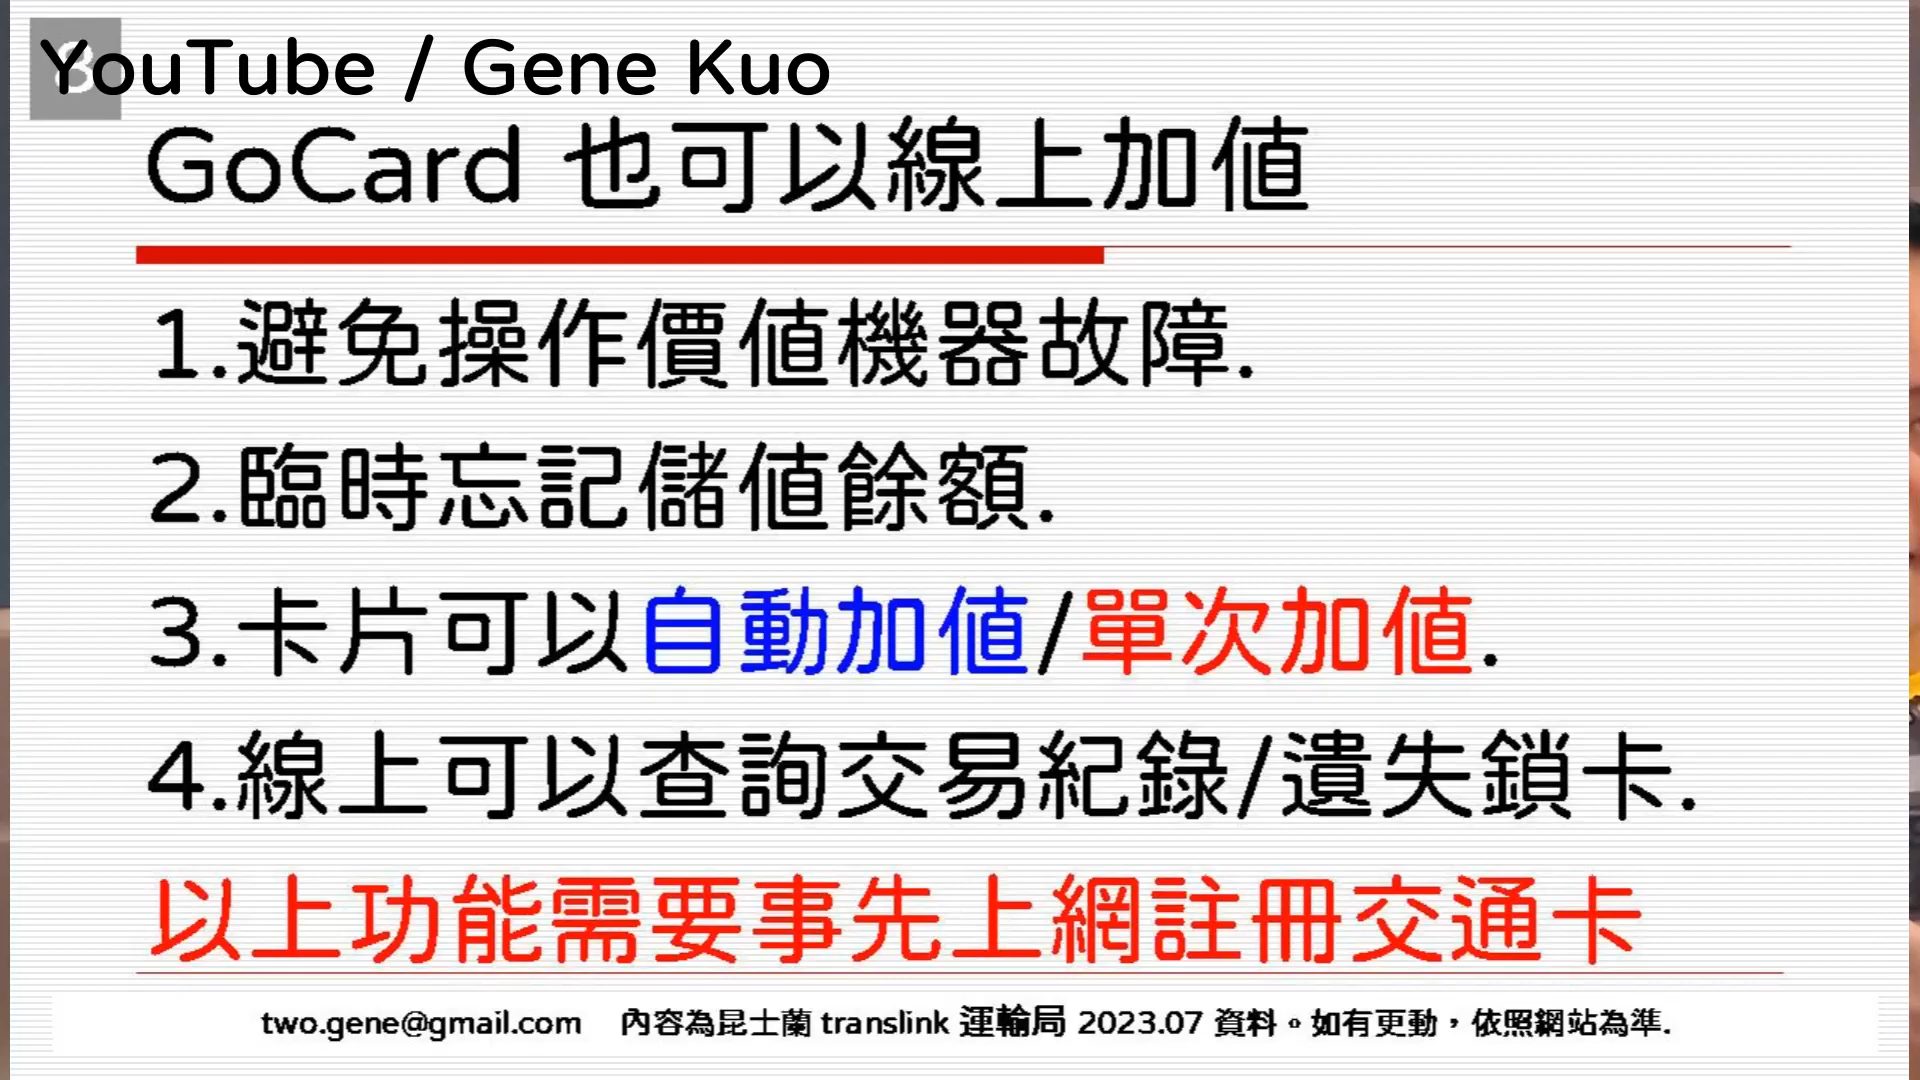 8
YouTube / Gene Kuo
GoCard 也可以線上加值
1.避免操作價值機器故障.
2.臨時忘記儲值餘額.
3.卡片可以自動加值/單次加值.
4.線上可以查詢交易紀錄/遺失鎖卡.
以上功能需要事先上網註冊交通卡
two.gene@gmail.com 內容為昆士蘭 translink 運輸局 2023.07 資料。如有更動，依照網站為準.